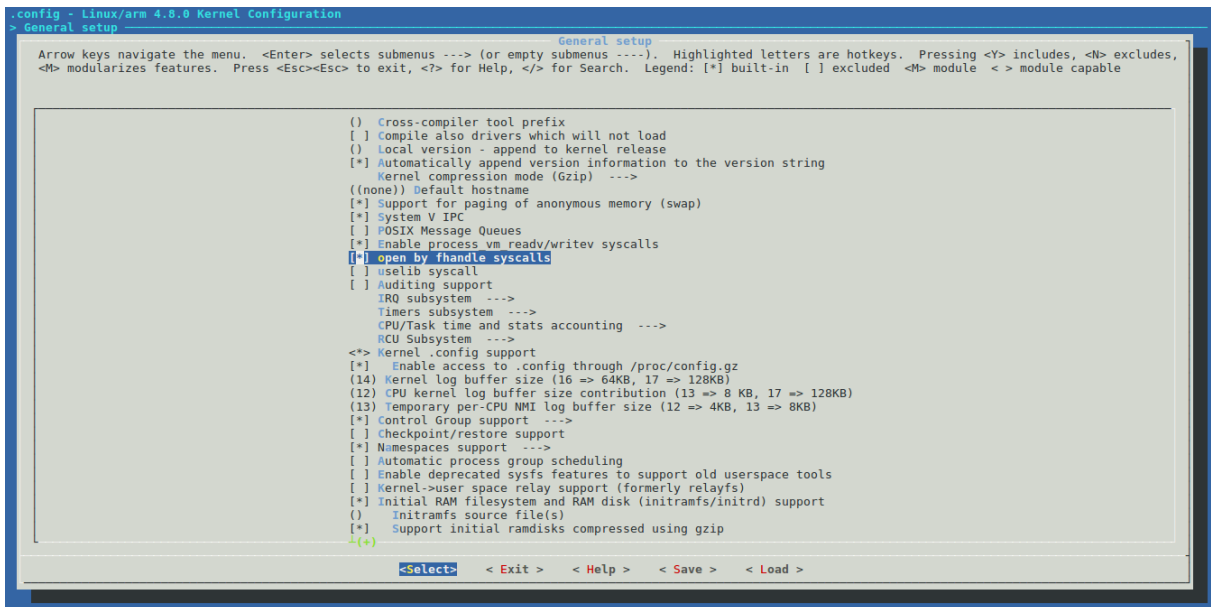 .config - Linux/arm 4.8.0 Kernel Configuration
> General setup
General setup
Arrow keys navigate the menu.  <Enter> selects submenus ---> (or empty submenus ----).  Highlighted letters are hotkeys.  Pressing <Y> includes, <N> excludes,
<M> modularizes features.  Press <Esc><Esc> to exit, <?> for Help, </> for Search.  Legend: [*] built-in  [ ] excluded  <M> module  < > module capable
()  Cross-compiler tool prefix
[ ] Compile also drivers which will not load
()  Local version - append to kernel release
[*] Automatically append version information to the version string
Kernel compression mode (Gzip)  --->
((none)) Default hostname
[*] Support for paging of anonymous memory (swap)
[*] System V IPC
[ ] POSIX Message Queues
[*] Enable process_vm_readv/writev syscalls
[*] open by fhandle syscalls
[ ] uselib syscall
[ ] Auditing support
IRQ subsystem  --->
Timers subsystem  --->
CPU/Task time and stats accounting  --->
RCU Subsystem  --->
<*> Kernel .config support
[*]   Enable access to .config through /proc/config.gz
(14) Kernel log buffer size (16 => 64KB, 17 => 128KB)
(12) CPU kernel log buffer size contribution (13 => 8 KB, 17 => 128KB)
(13) Temporary per-CPU NMI log buffer size (12 => 4KB, 13 => 8KB)
[*] Control Group support  --->
[ ] Checkpoint/restore support
[*] Namespaces support  --->
[ ] Automatic process group scheduling
[ ] Enable deprecated sysfs features to support old userspace tools
[ ] Kernel->user space relay support (formerly relayfs)
[*] Initial RAM filesystem and RAM disk (initramfs/initrd) support
()    Initramfs source file(s)
[*]   Support initial ramdisks compressed using gzip
┴(+)
<Select>    < Exit >    < Help >    < Save >    < Load >